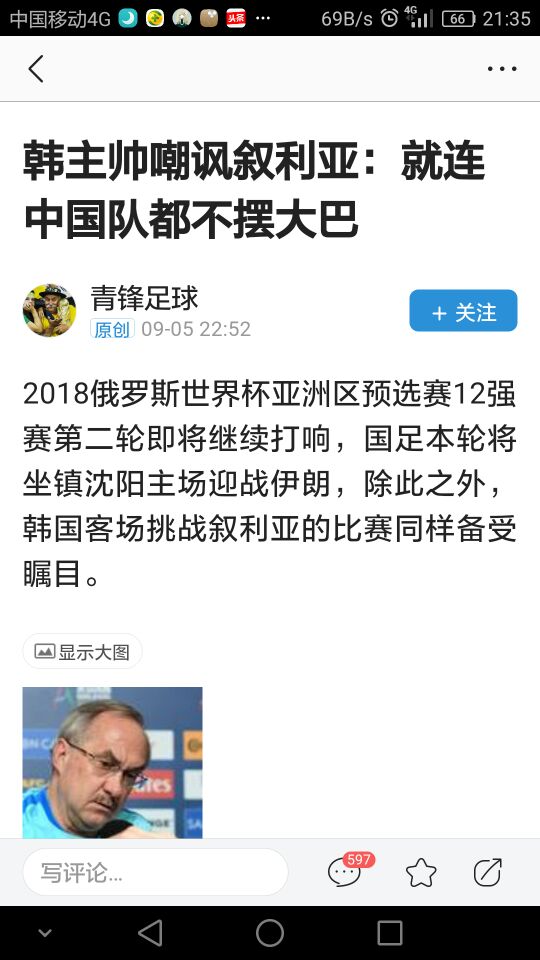 中国移动4G
头条
69B/s
4G
66
21:35
韩主帅嘲讽叙利亚：就连
中国队都不摆大巴
青锋足球
原创 09-05 22:52
+ 关注
2018俄罗斯世界杯亚洲区预选赛12强
赛第二轮即将继续打响，国足本轮将
坐镇沈阳主场迎战伊朗，除此之外，
韩国客场挑战叙利亚的比赛同样备受
瞩目。
显示大图
写评论...
597